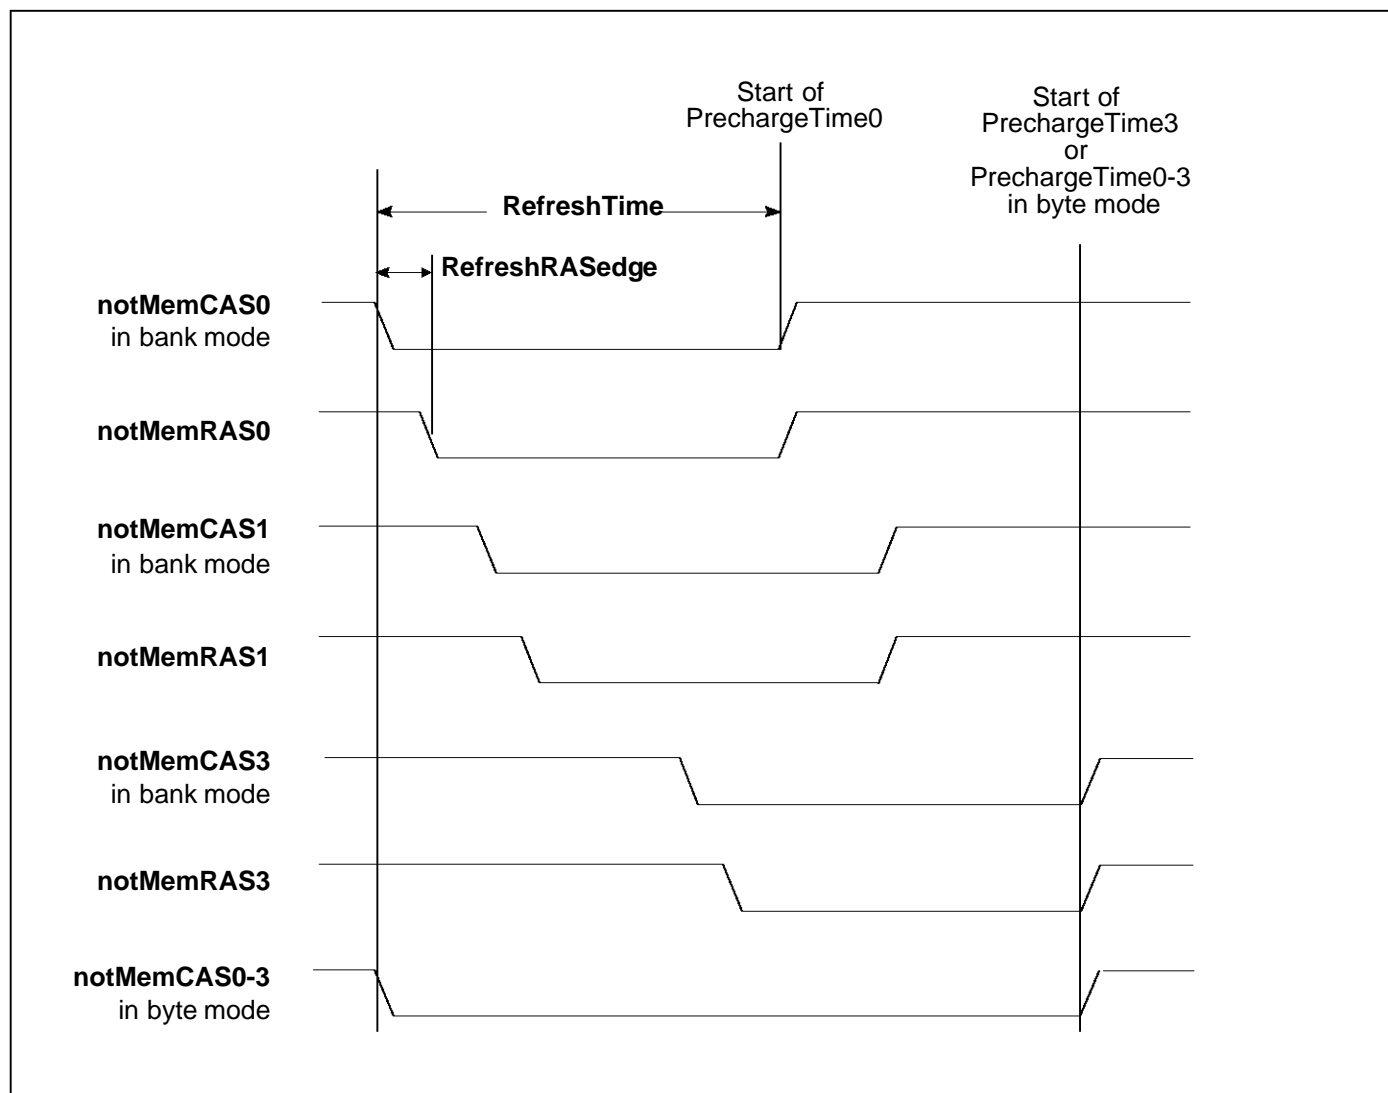 Start of
PrechargeTime0
Start of
PrechargeTime3
or
PrechargeTime0-3
in byte mode
RefreshTime
RefreshRASedge
notMemCAS0
in bank mode
notMemRAS0
notMemCAS1
in bank mode
notMemRAS1
notMemCAS3
in bank mode
notMemRAS3
notMemCAS0-3
in byte mode